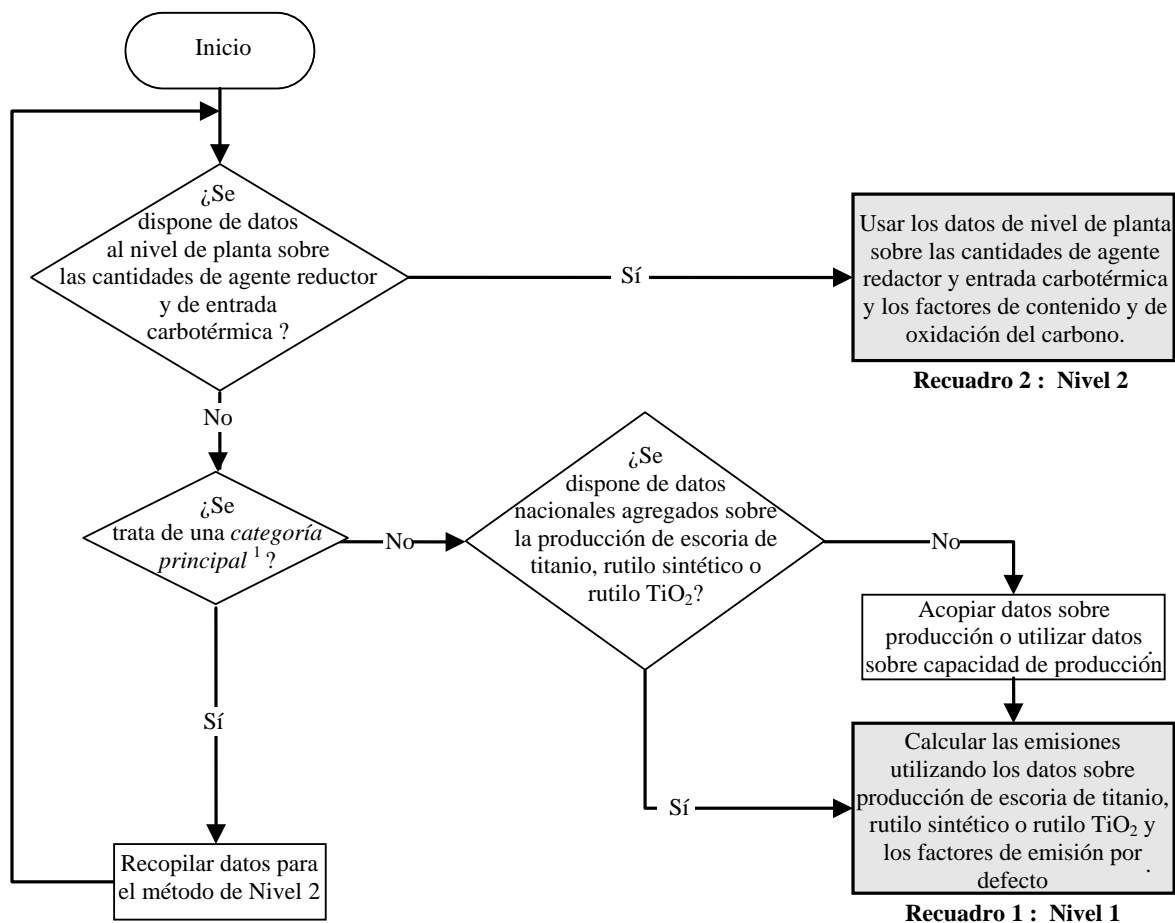 Inicio
¿Se
dispone de datos
al nivel de planta sobre
las cantidades de agente reductor
y de entrada
carbotérmica ?
Sí
Usar los datos de nivel de planta
sobre las cantidades de agente
redactor y entrada carbotérmica
y los factores de contenido y de
oxidación del carbono.
Recuadro 2 : Nivel 2
No
¿Se
trata de una categoría
principal 1 ?
No
¿Se
dispone de datos
nacionales agregados sobre
la producción de escoria de
titanio, rutilo sintético o
rutilo TiO2?
No
Acopiar datos sobre
producción o utilizar datos
sobre capacidad de producción.
Sí
Sí
Calcular las emisiones
utilizando los datos sobre
producción de escoria de titanio,
rutilo sintético o rutilo TiO2 y
los factores de emisión por
defecto.
Recuadro 1 : Nivel 1
Recopilar datos para
el método de Nivel 2